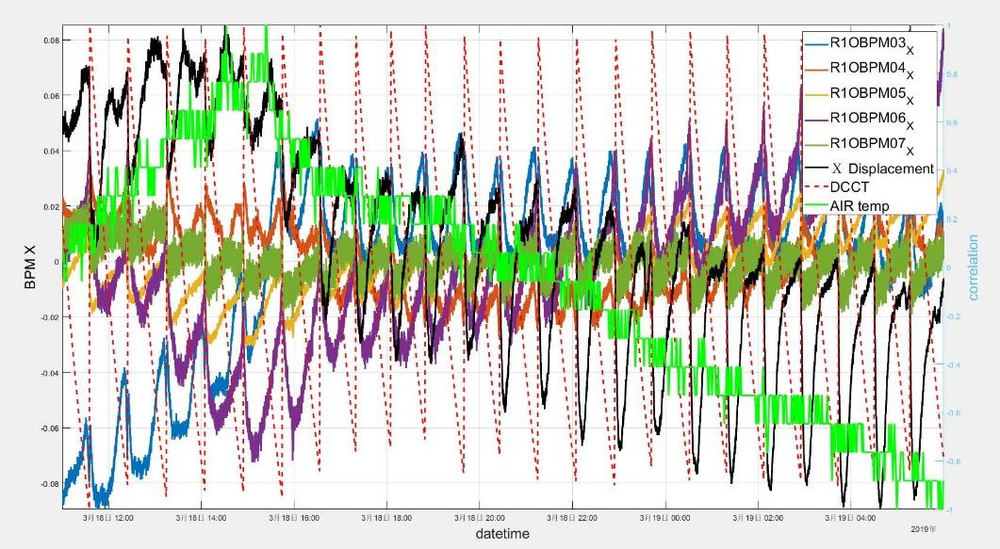 0.08
0.06
0.04
0.02
0
-0.02
-0.04
-0.06
-0.08
BPM X
R1OBPM03X
R1OBPM04X
R1OBPM05X
R1OBPM06X
R1OBPM07X
X Displacement
DCCT
AIR temp
1
0.8
0.6
0.4
0.2
0
-0.2
-0.4
-0.6
-0.8
-1
correlation
3月18日 12:00 3月18日 14:00 3月18日 16:00 3月18日 18:00 3月18日 20:00 3月18日 22:00 3月19日 00:00 3月19日 02:00 3月19日 04:00
2019年
datetime